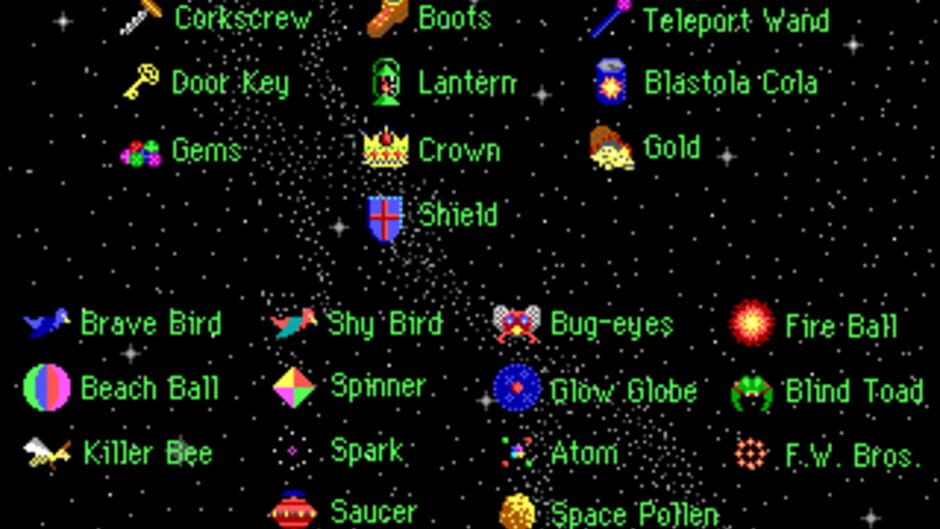 Corkscrew Boots Teleport Wand
Door Key Lantern Blastola Cola
Gems Crown Gold
Shield
Brave Bird Shy Bird Bug-eyes Fire Ball
Beach Ball Spinner Glow Globe Blind Toad
Killer Bee Spark Atom F.W. Bros.
Saucer Space Pollen